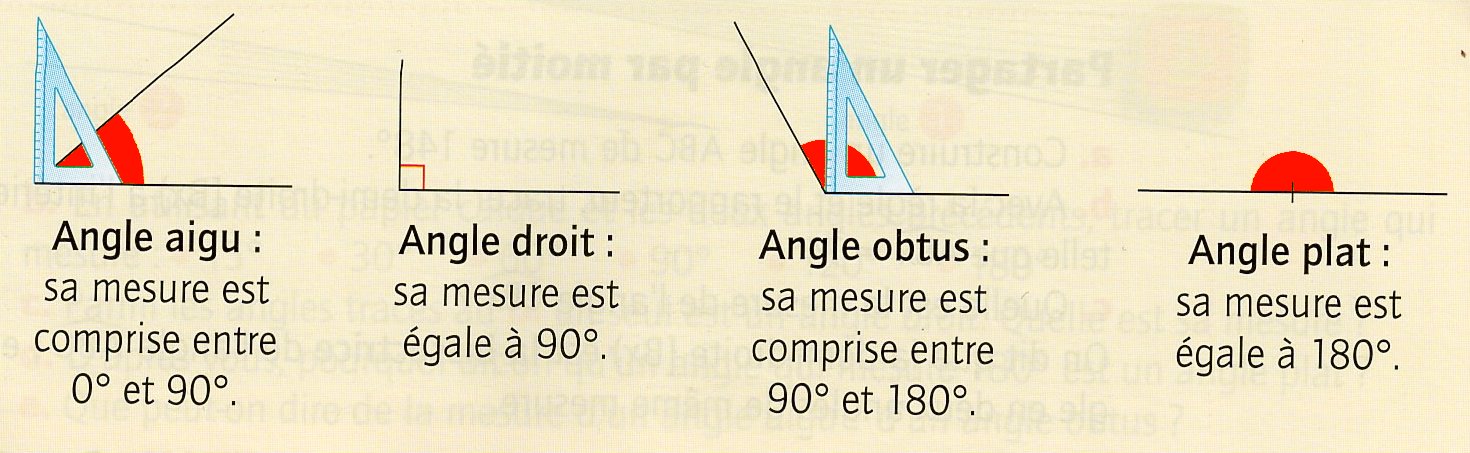 Angle aigu :
sa mesure est
comprise entre
0° et 90°.
Angle droit :
sa mesure est
égale à 90°.
Angle obtus :
sa mesure est
comprise entre
90° et 180°.
Angle plat :
sa mesure est
égale à 180°.